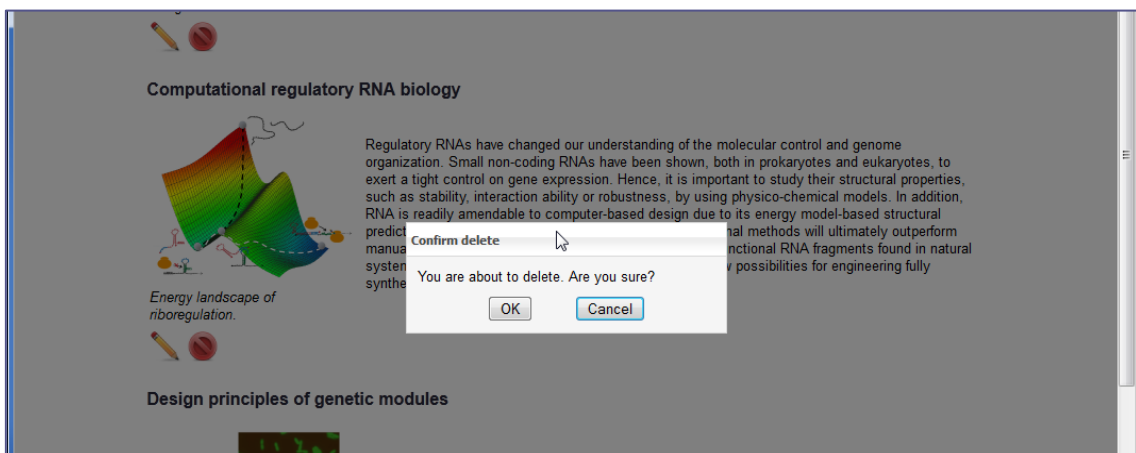 Computational regulatory RNA biology
Regulatory RNAs have changed our understanding of the molecular control and genome
organization. Small non-coding RNAs have been shown, both in prokaryotes and eukaryotes, to
exert a tight control on gene expression. Hence, it is important to study their structural properties,
such as stability, interaction ability or robustness, by using physico-chemical models. In addition,
RNA is readily amendable to computer-based design due to its energy model-based structural
predict nal methods will ultimately outperform
manua nctional RNA fragments found in natural
system possibilities for engineering fully
synthe
Energy landscape of
riboregulation.
Confirm delete
You are about to delete. Are you sure?
OK Cancel
Design principles of genetic modules